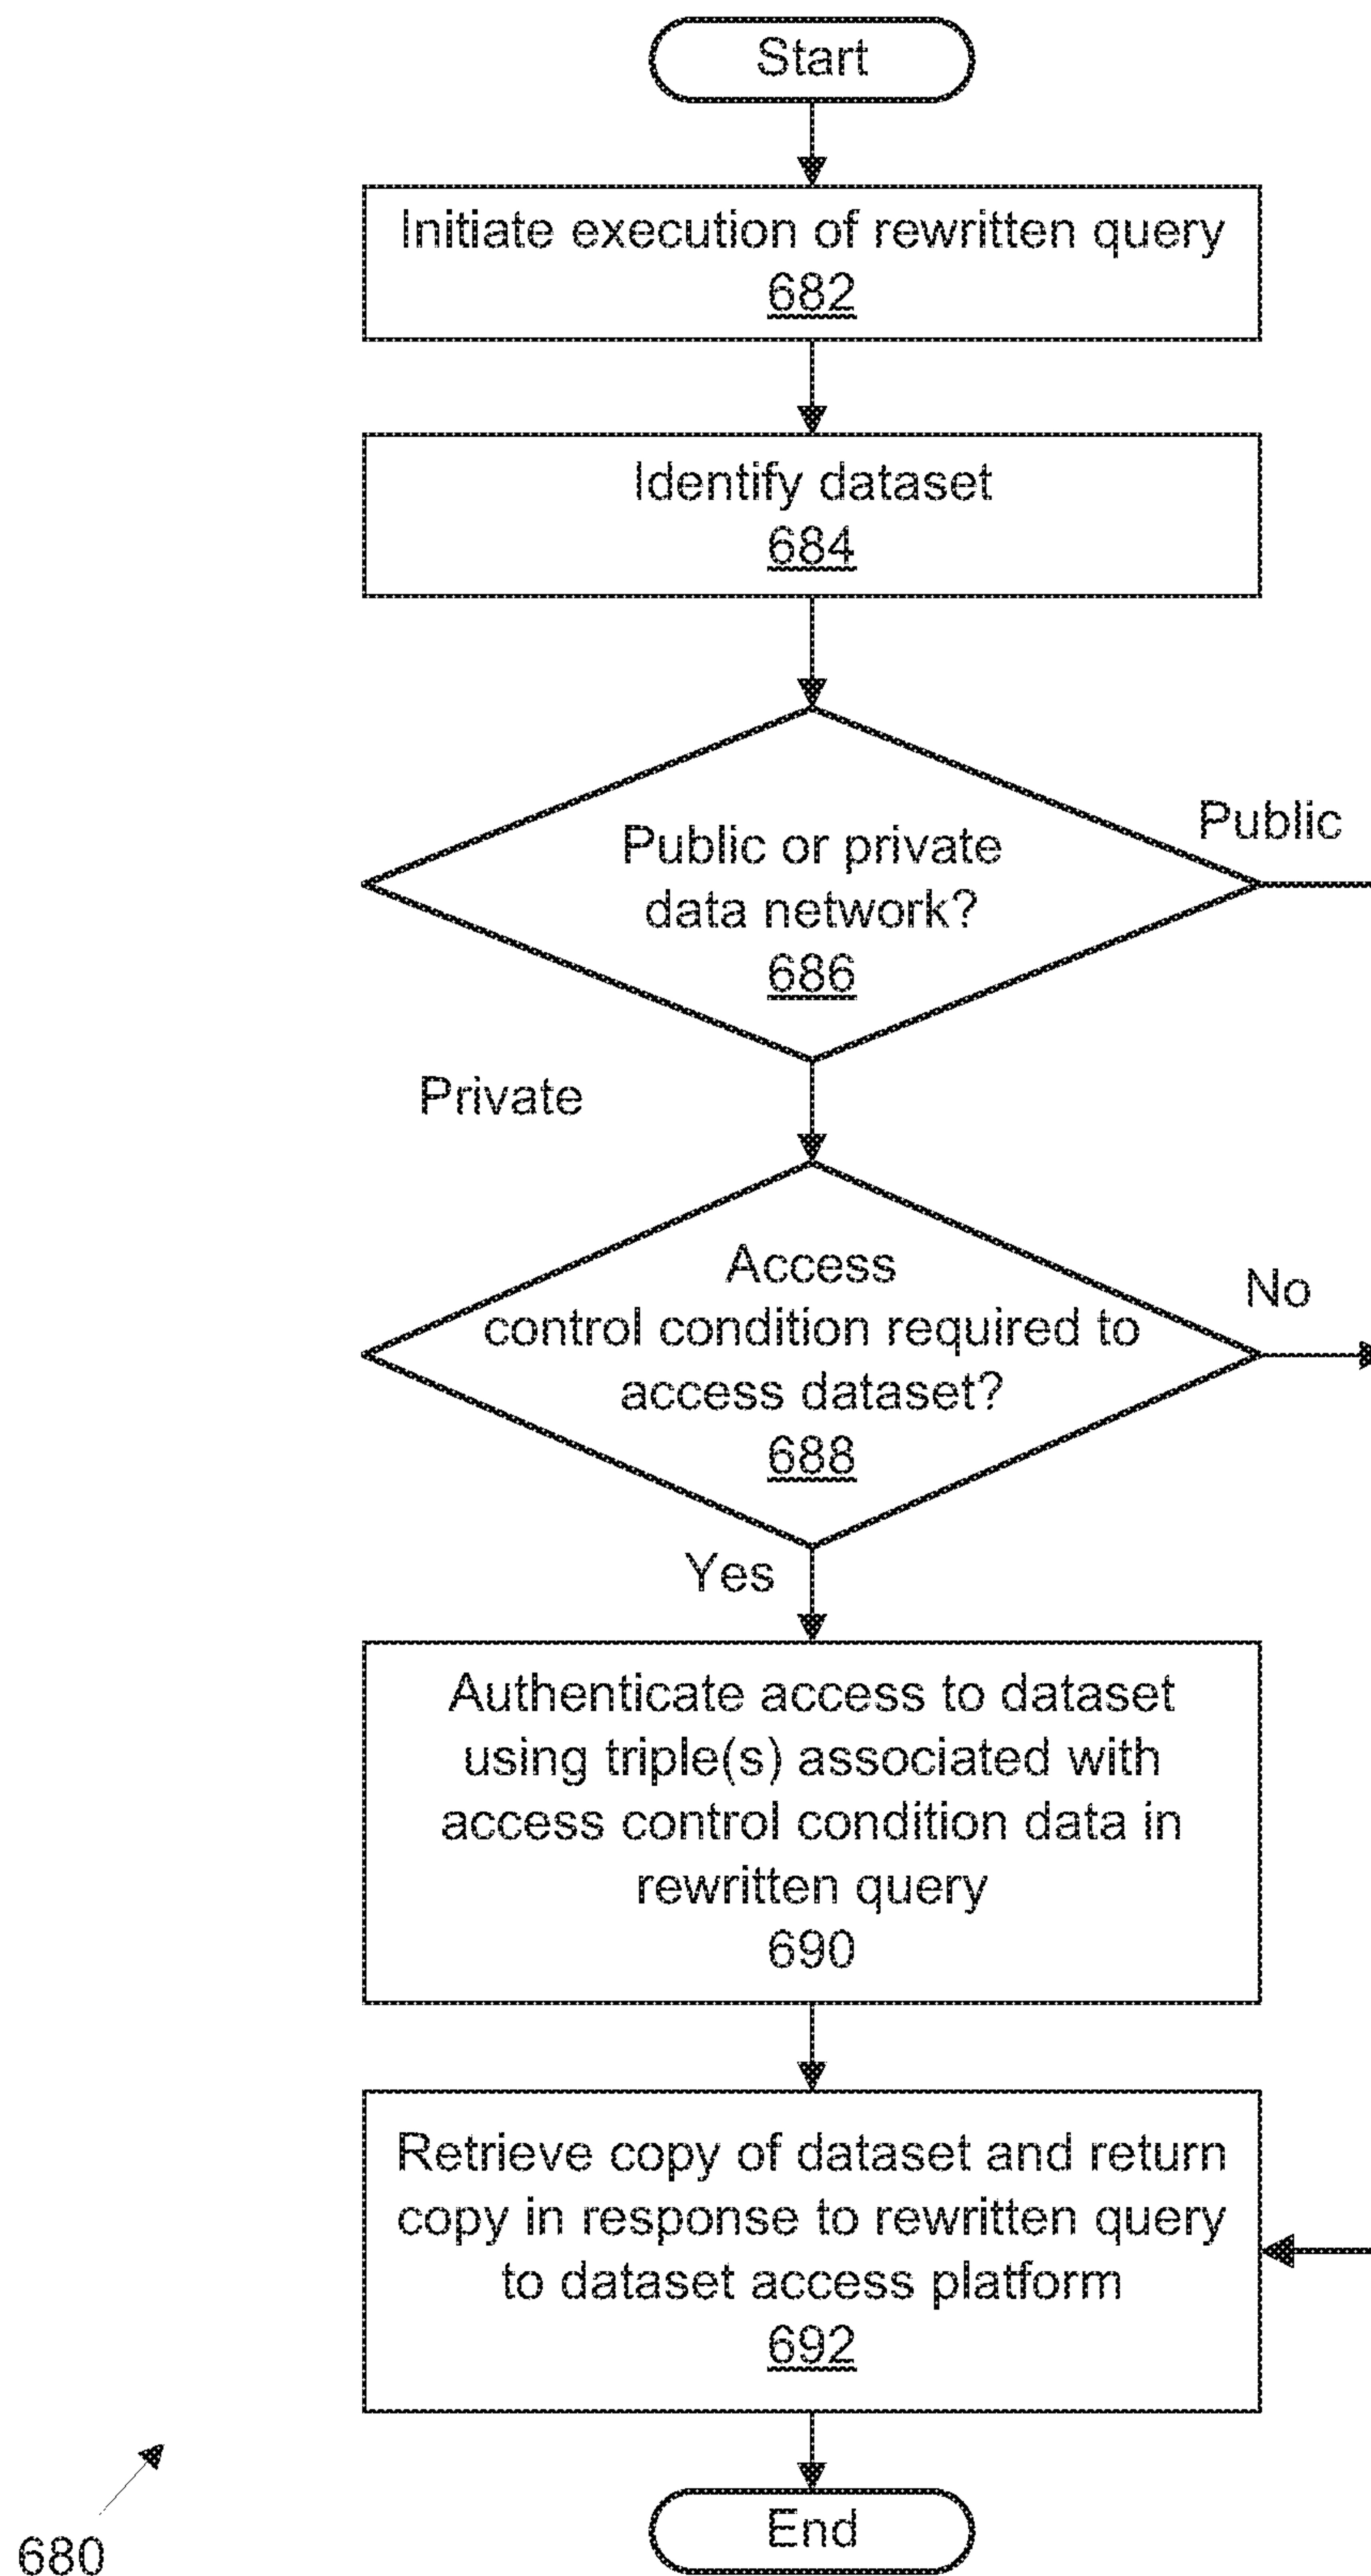 Start
Initiate execution of rewritten query
682
Identify dataset
684
Public or private
data network?
686
Public
Private
Access
control condition required to
access dataset?
688
No
Yes
Authenticate access to dataset
using triple(s) associated with
access control condition data in
rewritten query
690
Retrieve copy of dataset and return
copy in response to rewritten query
to dataset access platform
692
End
680